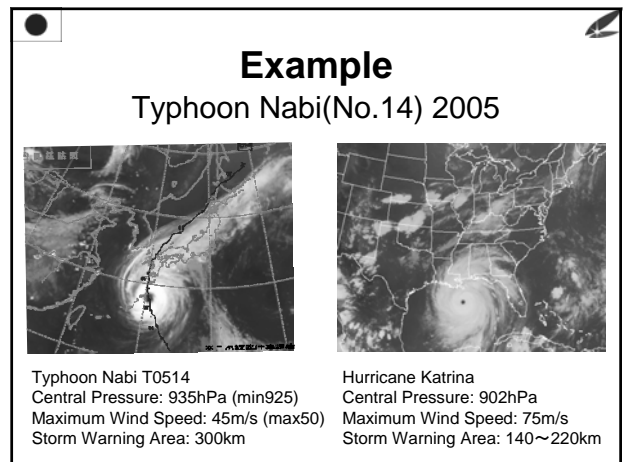 Example
Typhoon Nabi(No.14) 2005
Typhoon Nabi T0514
Central Pressure: 935hPa (min925)
Maximum Wind Speed: 45m/s (max50)
Storm Warning Area: 300km
Hurricane Katrina
Central Pressure: 902hPa
Maximum Wind Speed: 75m/s
Storm Warning Area: 140～220km